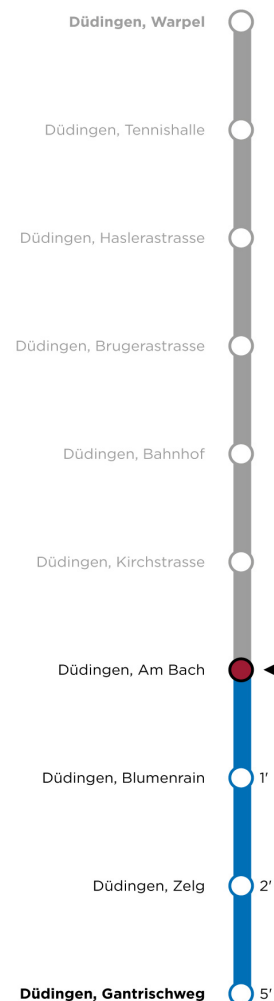 Düdingen, Warpel
Düdingen, Tennishalle
Düdingen, Haslerastrasse
Düdingen, Brugerastrasse
Düdingen, Bahnhof
Düdingen, Kirchstrasse
Düdingen, Am Bach
Düdingen, Blumenrain 1'
Düdingen, Zelg 2'
Düdingen, Gantrischweg 5'